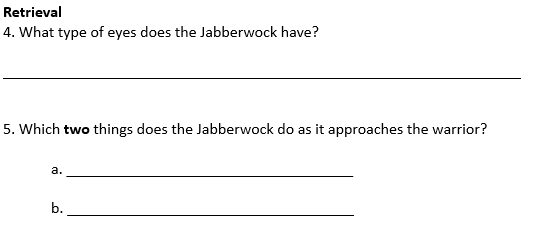 Retrieval
4. What type of eyes does the Jabberwock have?
5. Which two things does the Jabberwock do as it approaches the warrior?
a.
b.